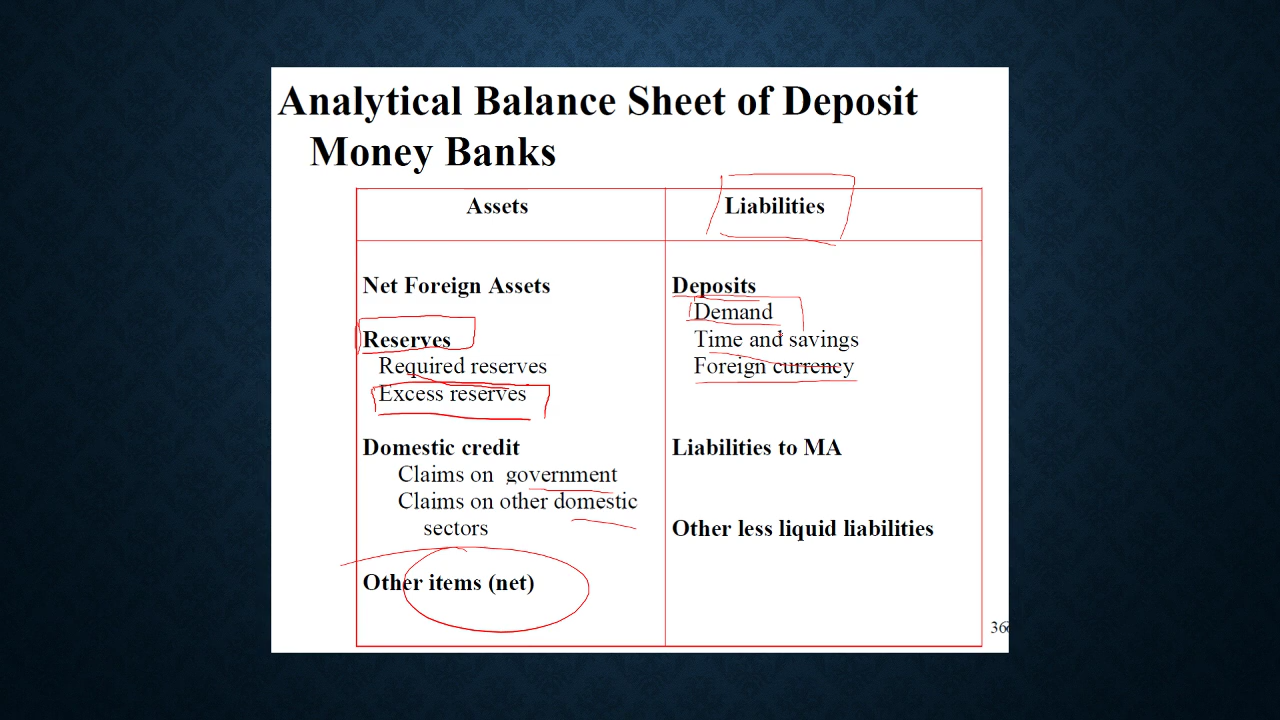 Analytical Balance Sheet of Deposit
Money Banks
Assets
Liabilities
Net Foreign Assets
Reserves
Required reserves
Excess reserves
Domestic credit
Claims on government
Claims on other domestic
sectors
Other items (net)
Deposits
Demand
Time and savings
Foreign currency
Liabilities to MA
Other less liquid liabilities